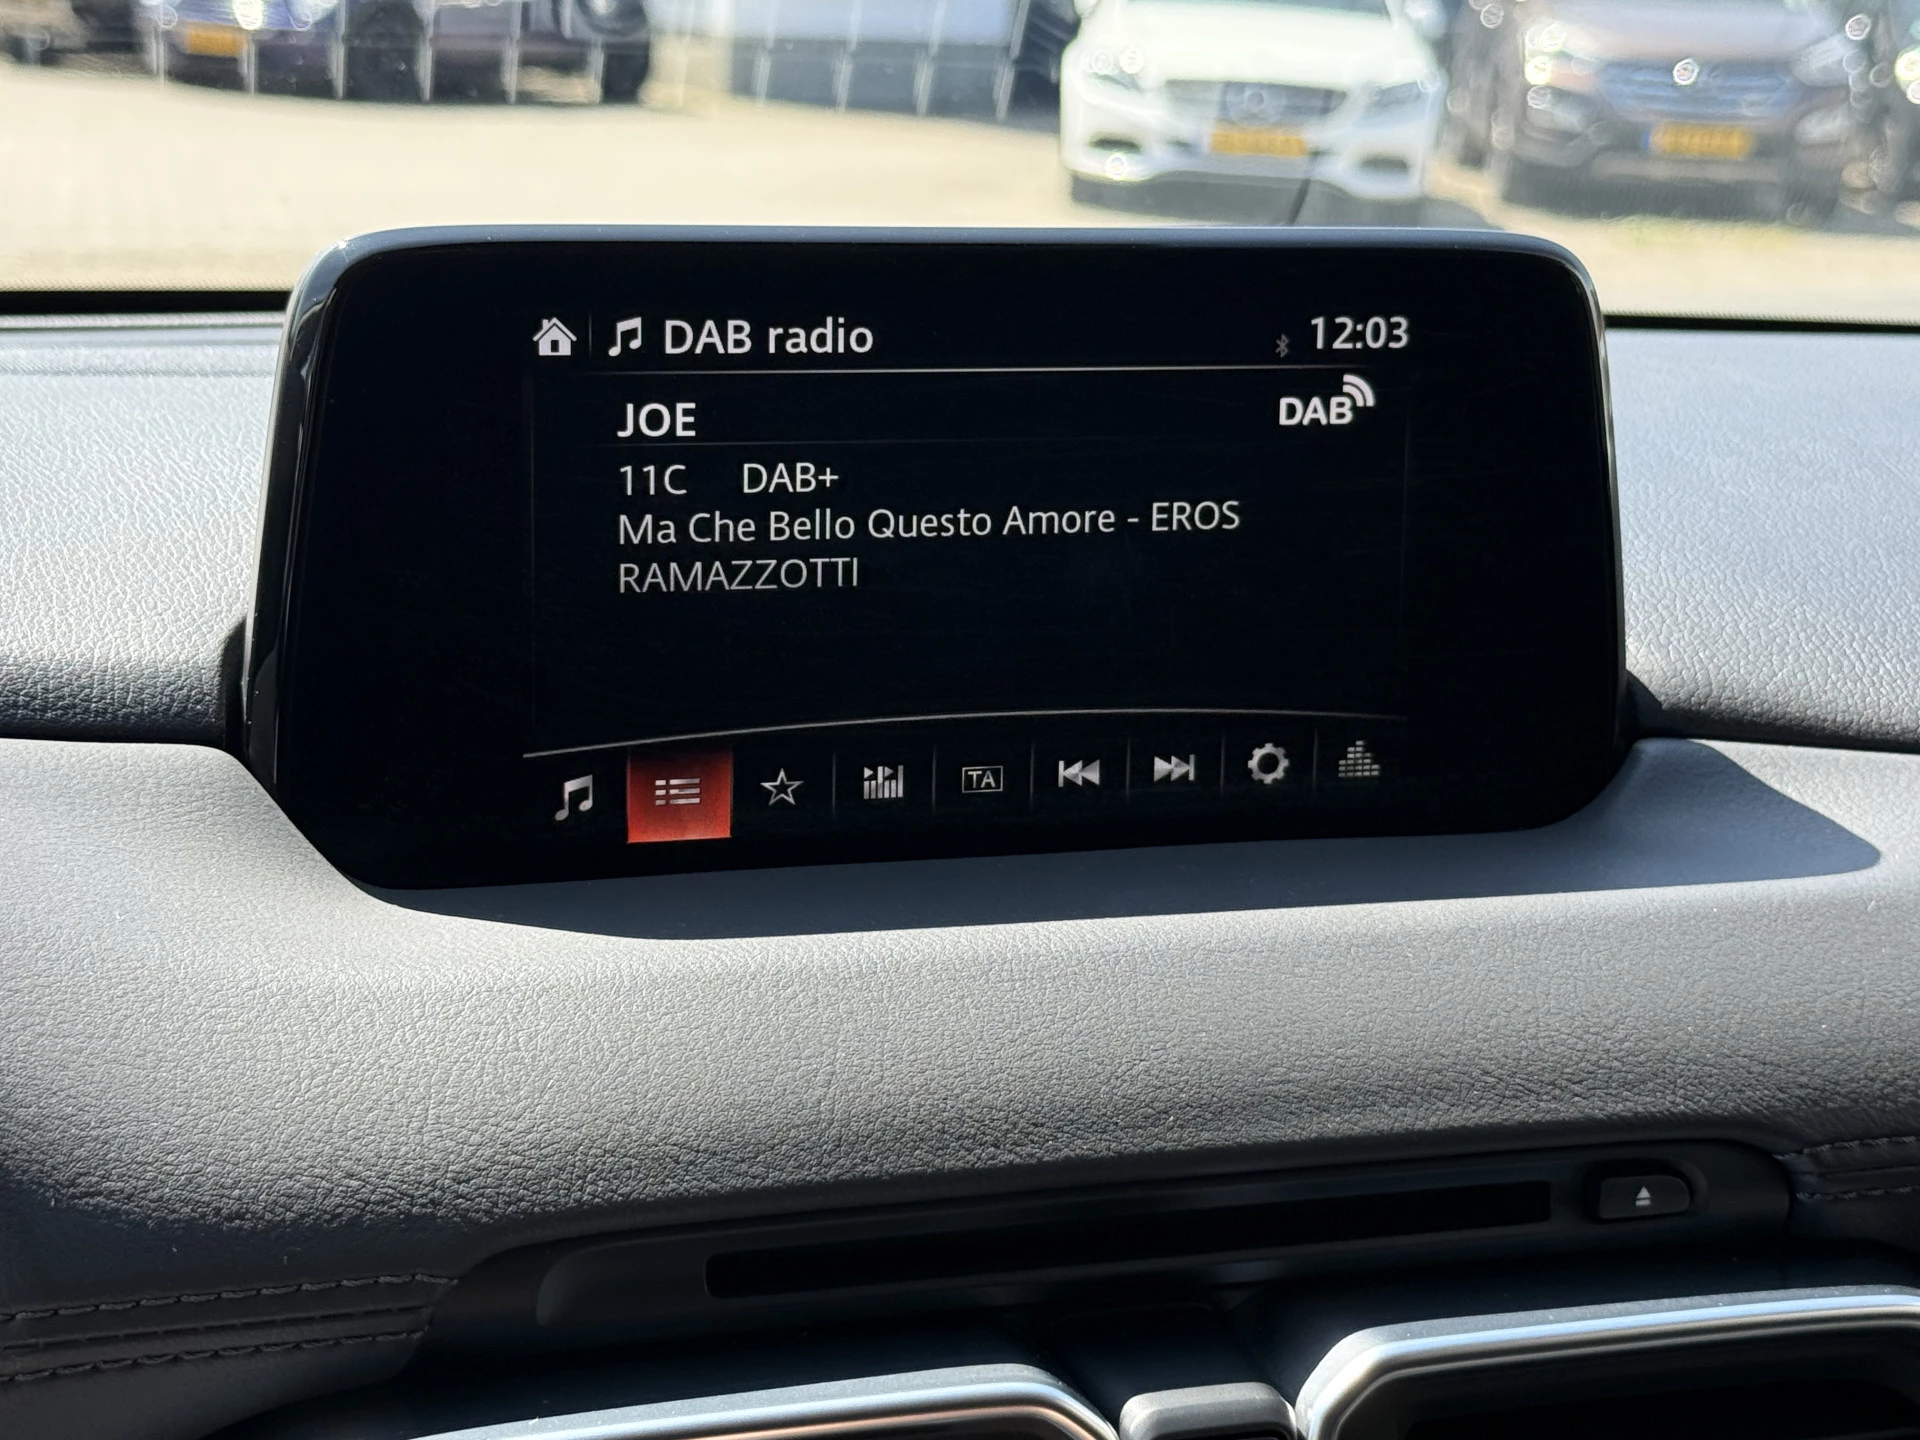 DAB radio
12:03
JOE
DAB
11C DAB+
Ma Che Bello Questo Amore - EROS
RAMAZZOTTI
TA